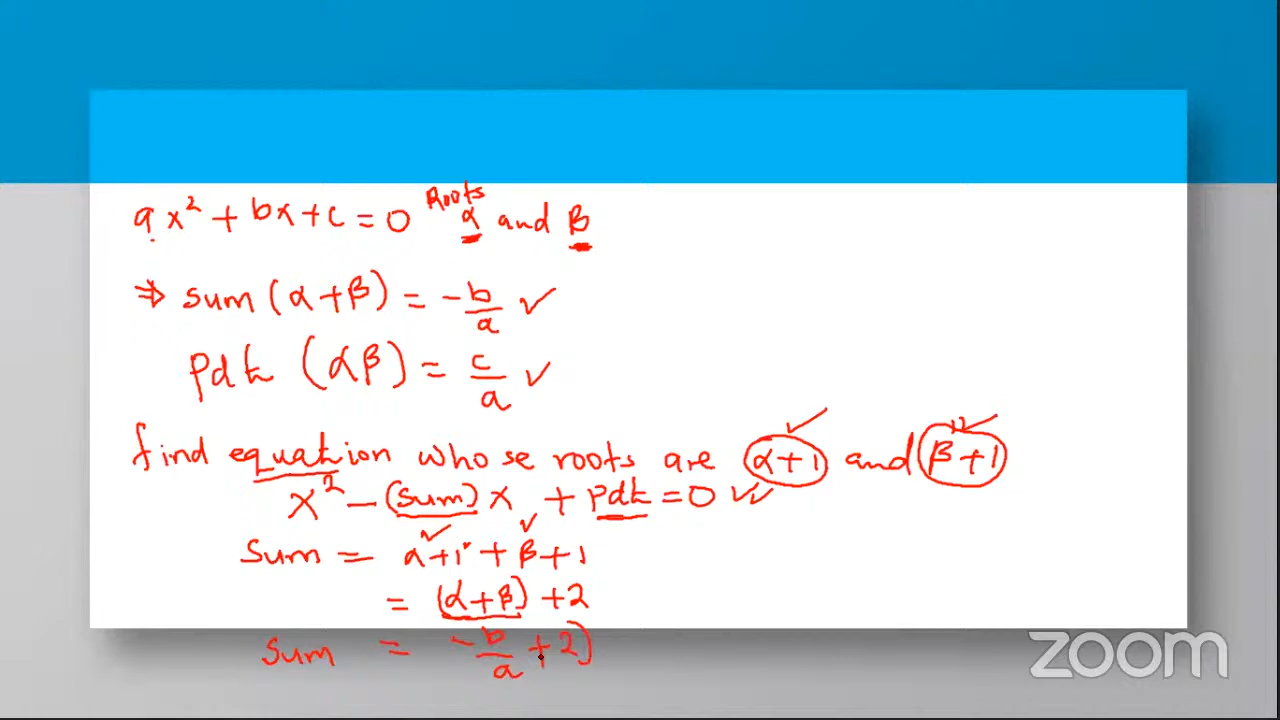 Roots
ax² + bx + c = 0 α and β
⇒ sum (α+β) = -b/a ✓
Pdt (αβ) = c/a ✓
find equation whose roots are α+1 and β+1
x² - (sum) x + Pdt = 0 ✓✓
Sum = α+1 + β+1
= (α+β) +2
sum = -b/a +2)
zoom